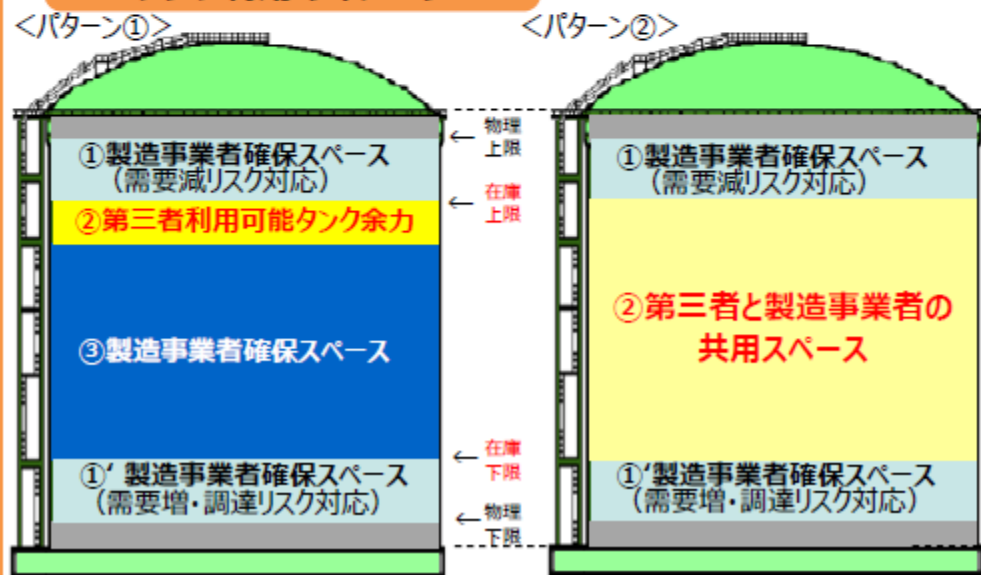 <パターン①>
①製造事業者確保スペース
(需要減リスク対応)
②第三者利用可能タンク余力
③製造事業者確保スペース
①' 製造事業者確保スペース
(需要増・調達リスク対応)
← 物理
上限
← 在庫
上限
← 在庫
下限
← 物理
下限
<パターン②>
①製造事業者確保スペース
(需要減リスク対応)
②第三者と製造事業者の
共用スペース
①'製造事業者確保スペース
(需要増・調達リスク対応)